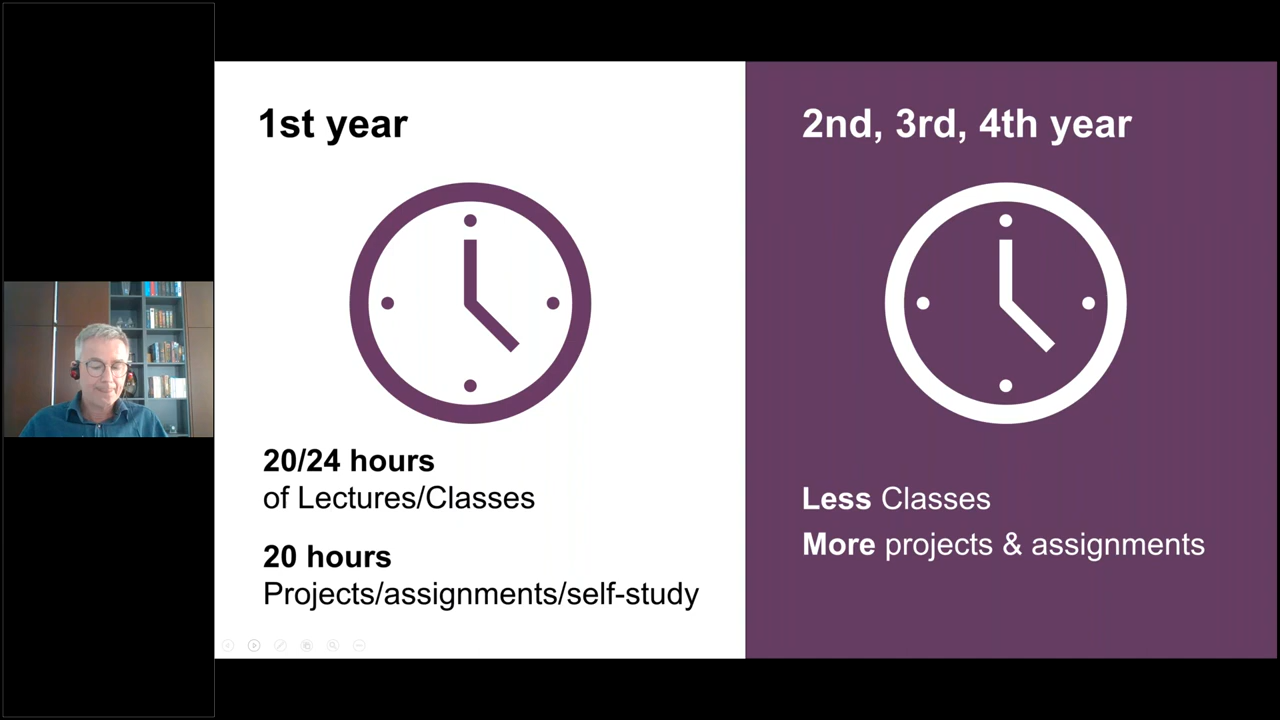 1st year
20/24 hours
of Lectures/Classes
20 hours
Projects/assignments/self-study
2nd, 3rd, 4th year
Less Classes
More projects & assignments